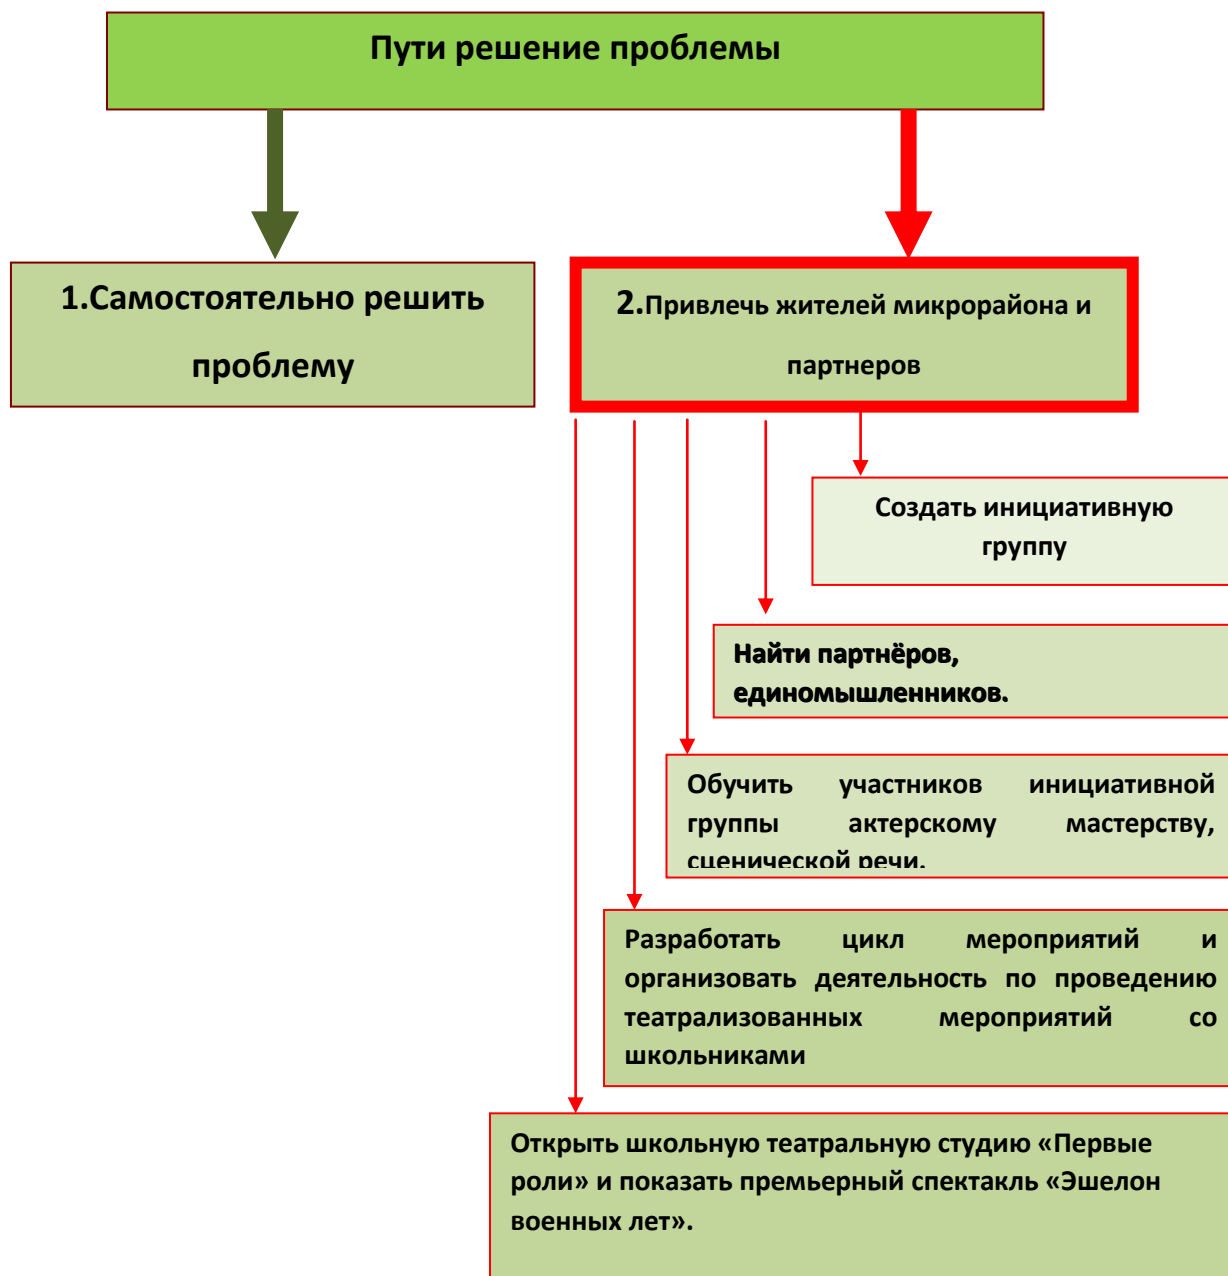 Пути решение проблемы
1.Самостоятельно решить
проблему
2.Привлечь жителей микрорайона и
партнеров
Создать инициативную
группу
Найти партнёров,
единомышленников.
Обучить участников инициативной
группы актерскому мастерству,
сценической речи.
Разработать цикл мероприятий и
организовать деятельность по проведению
театрализованных мероприятий со
школьниками
Открыть школьную театральную студию «Первые
роли» и показать премьерный спектакль «Эшелон
военных лет».